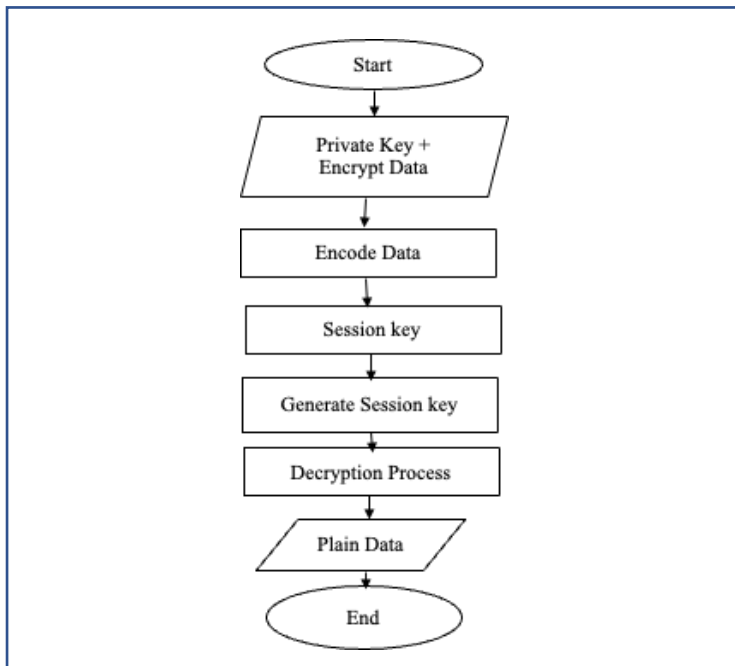 Start
Private Key +
Encrypt Data
Encode Data
Session key
Generate Session key
Decryption Process
Plain Data
End